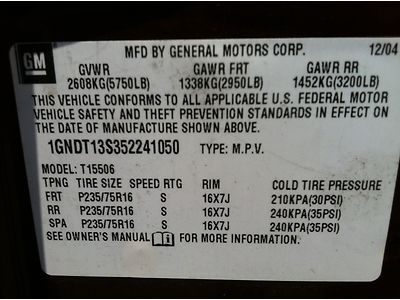 GM
MFD BY GENERAL MOTORS CORP. 12/04
GVWR GAWR FRT GAWR RR
2608KG(5750LB) 1338KG(2950LB) 1452KG(3200LB)
THIS VEHICLE CONFORMS TO ALL APPLICABLE U.S. FEDERAL MOTOR
VEHICLE SAFETY AND THEFT PREVENTION STANDARDS IN EFFECT ON
THE DATE OF MANUFACTURE SHOWN ABOVE.
1GNDT13S352241050 TYPE: M.P.V.
MODEL: T15506
TPNG TIRE SIZE SPEED RTG RIM COLD TIRE PRESSURE
FRT P235/75R16 S 16X7J 210KPA(30PSI)
RR P235/75R16 S 16X7J 240KPA(35PSI)
SPA P235/75R16 S 16X7J 240KPA(35PSI)
SEE OWNER'S MANUAL FOR MORE INFORMATION.